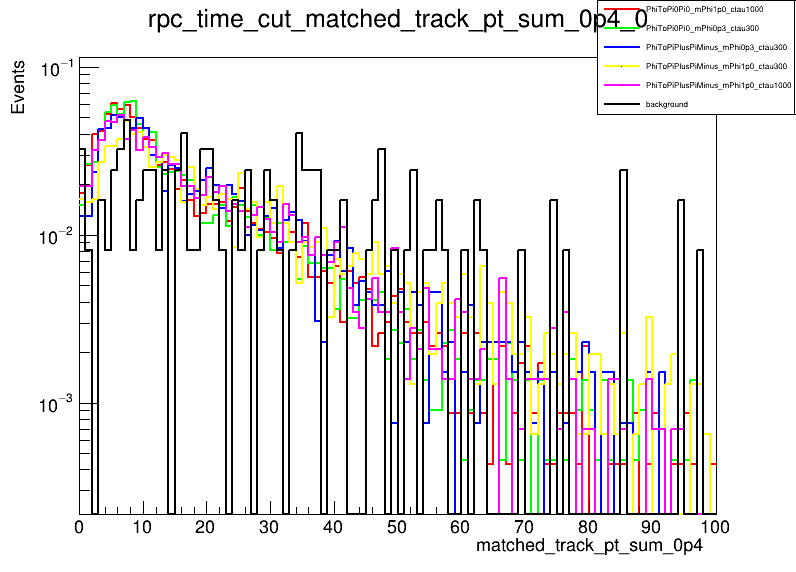 rpc_time_cut_matched_track_pt_sum_0p4_0
PhiToPi0Pi0_mPhi1p0_ctau1000
PhiToPi0Pi0_mPhi0p3_ctau300
PhiToPiPlusPiMinus_mPhi0p3_ctau300
PhiToPiPlusPiMinus_mPhi1p0_ctau300
PhiToPiPlusPiMinus_mPhi1p0_ctau1000
background
Events
10⁻¹
10⁻²
10⁻³
0 10 20 30 40 50 60 70 80 90 100
matched_track_pt_sum_0p4